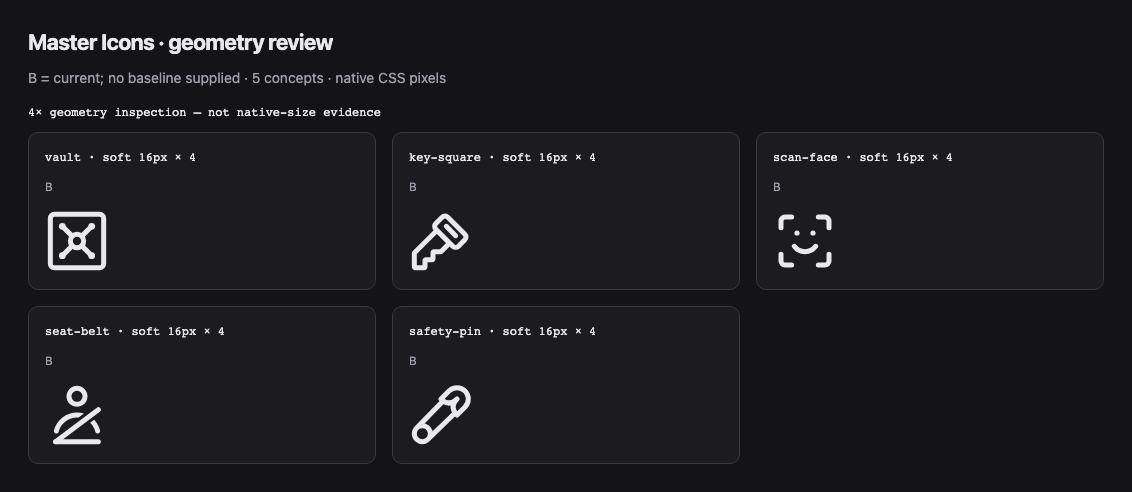 Master Icons · geometry review
B = current; no baseline supplied · 5 concepts · native CSS pixels
4× geometry inspection — not native-size evidence
vault · soft 16px × 4
B
key-square · soft 16px × 4
B
scan-face · soft 16px × 4
B
seat-belt · soft 16px × 4
B
safety-pin · soft 16px × 4
B